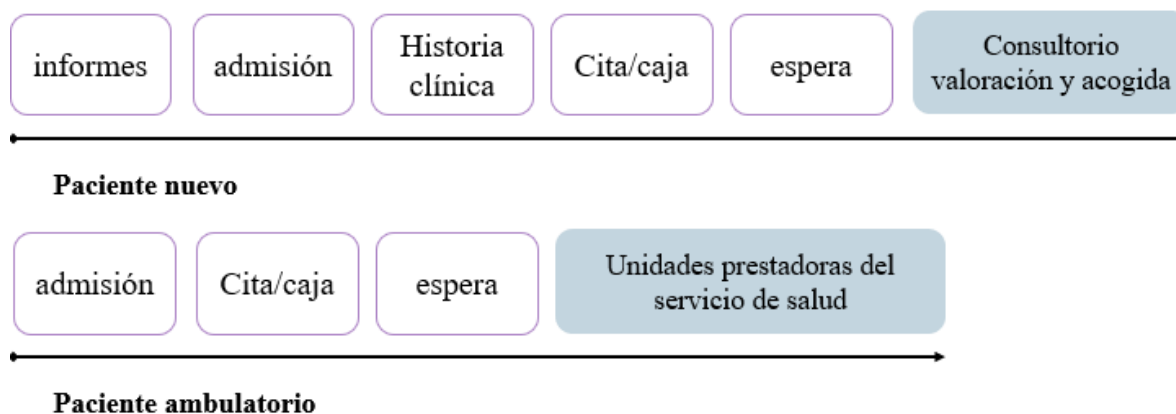 informes
admisión
Historia
clínica
Cita/caja
espera
Consultorio
valoración y acogida
Paciente nuevo
admisión
Cita/caja
espera
Unidades prestadoras del
servicio de salud
Paciente ambulatorio